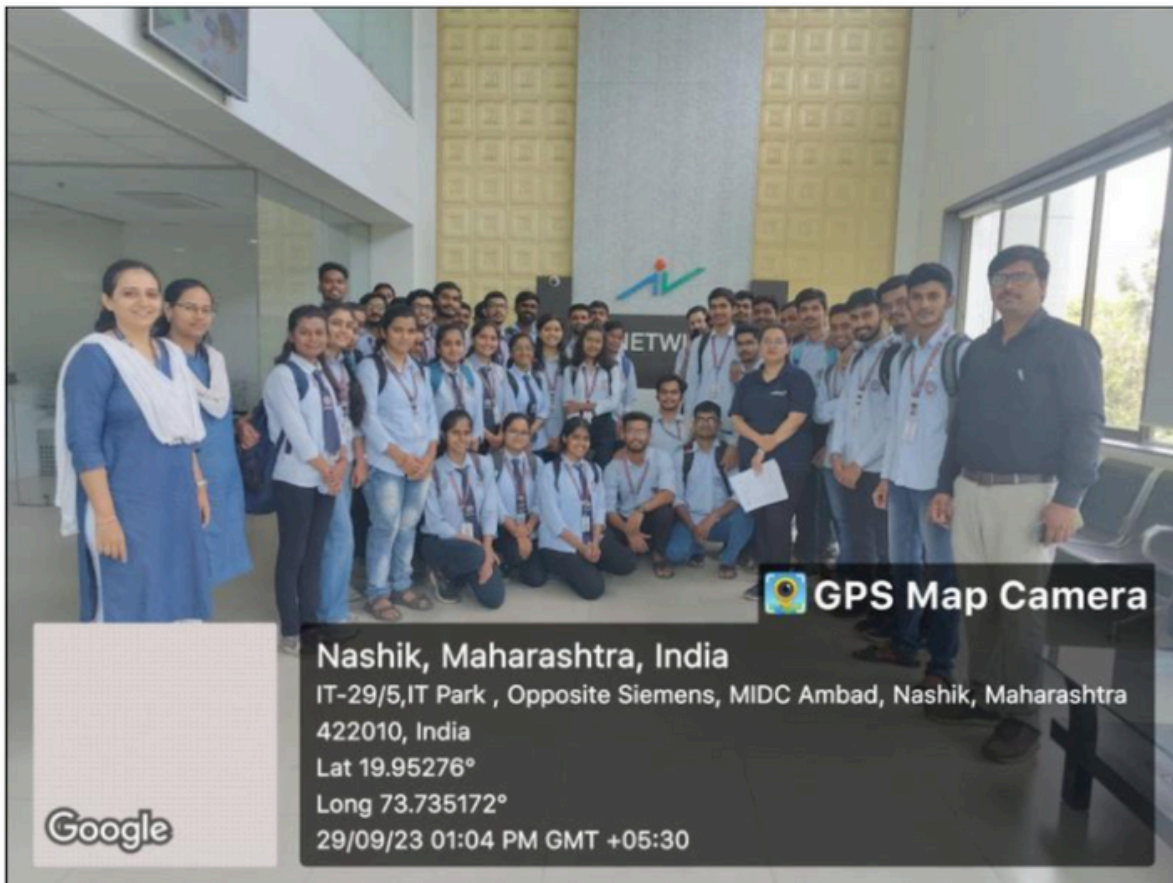 NETWI
GPS Map Camera
Nashik, Maharashtra, India
IT-29/5,IT Park , Opposite Siemens, MIDC Ambad, Nashik, Maharashtra
422010, India
Lat 19.95276°
Long 73.735172°
29/09/23 01:04 PM GMT +05:30
Google